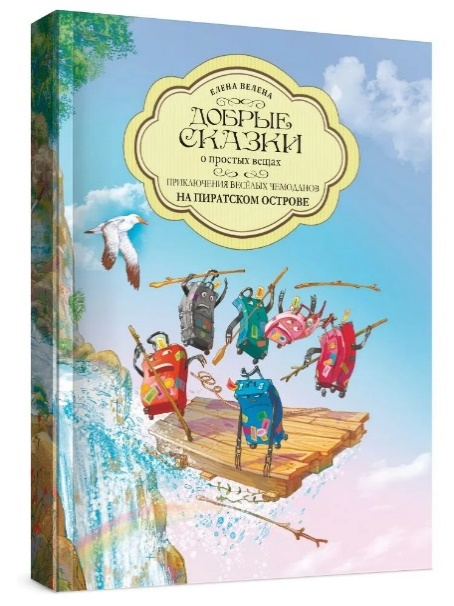 ЕЛЕНА ВЕЛЕНА
ДОБРЫЕ
СКАЗКИ
о простых вещах
ПРИКЛЮЧЕНИЯ ВЕСЁЛЫХ ЧЕМОДАНОВ
НА ПИРАТСКОМ ОСТРОВЕ